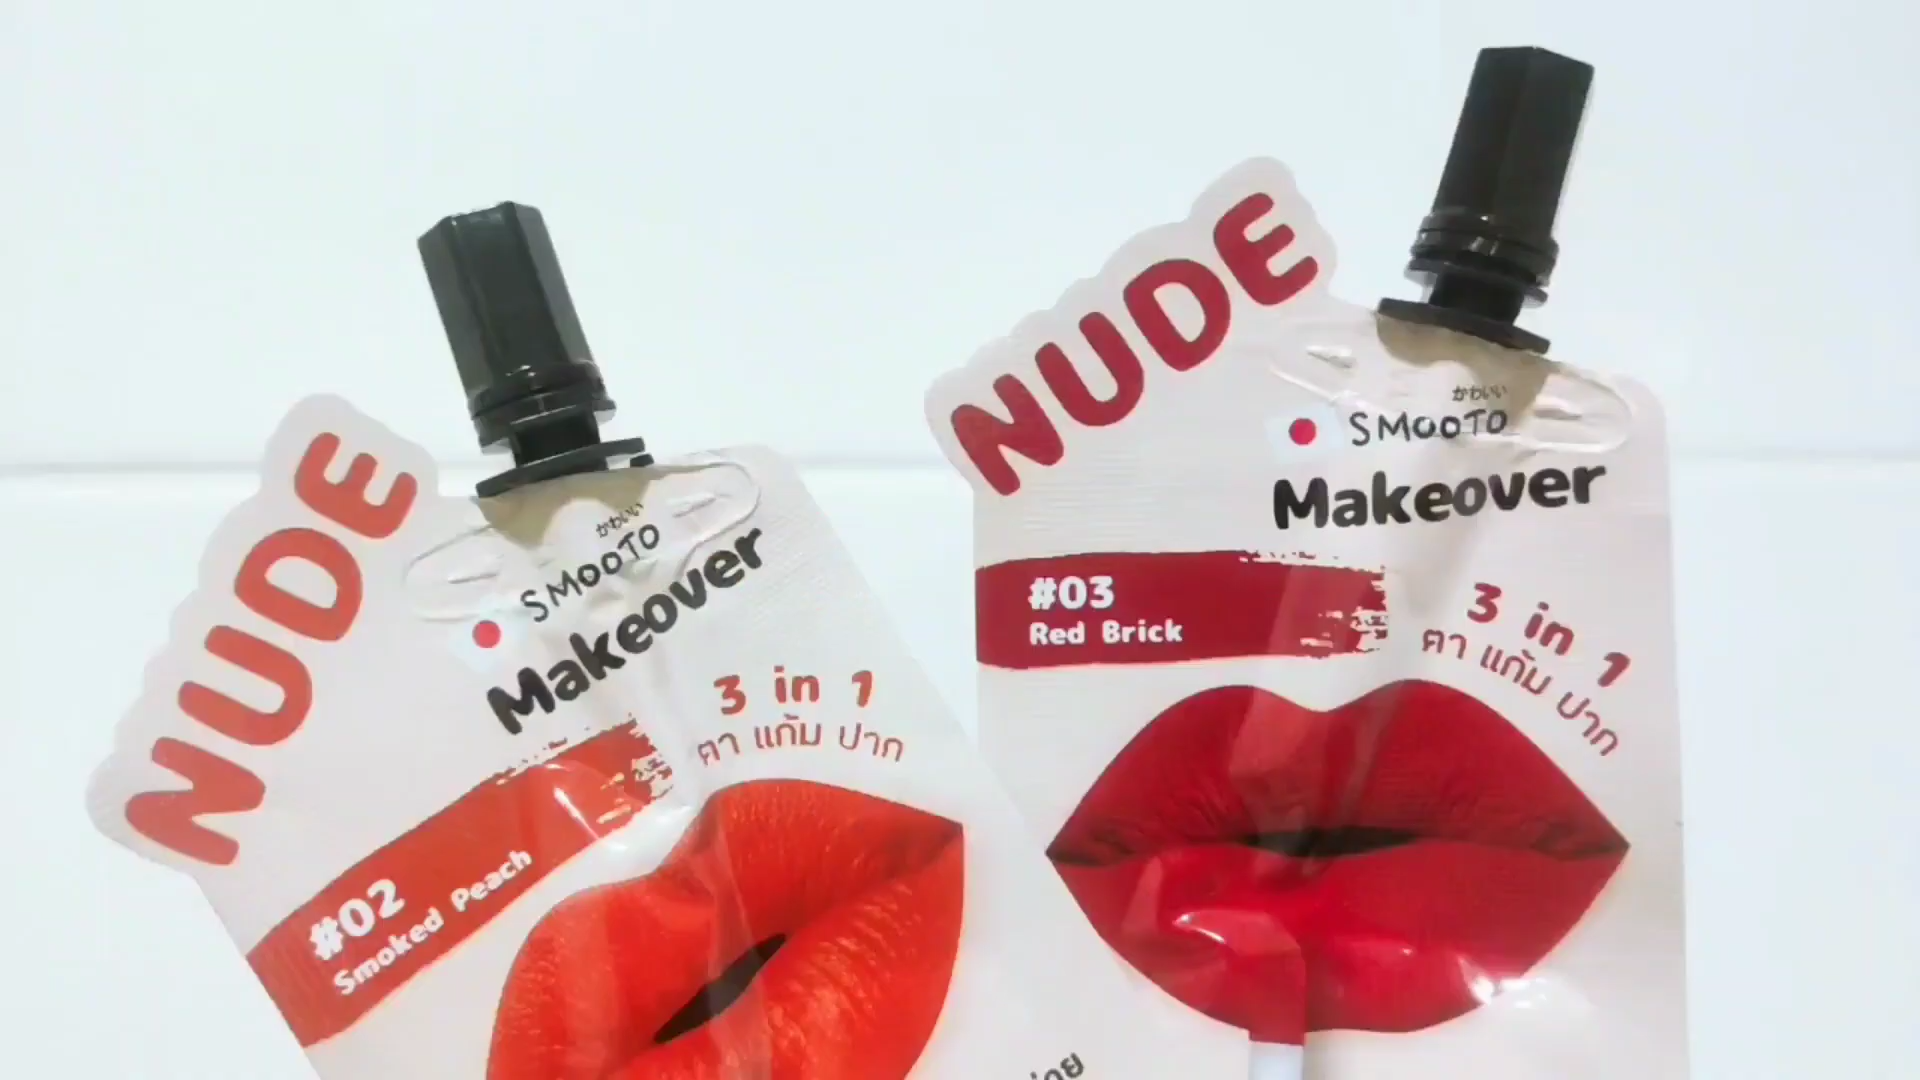 NUDE
かわいい
SMOOTO
Makeover
3 in 1
ตา แก้ม ปาก
#02
Smoked Peach
NUDE
かわいい
SMOOTO
Makeover
#03
Red Brick
3 in 1
ตา แก้ม ปาก